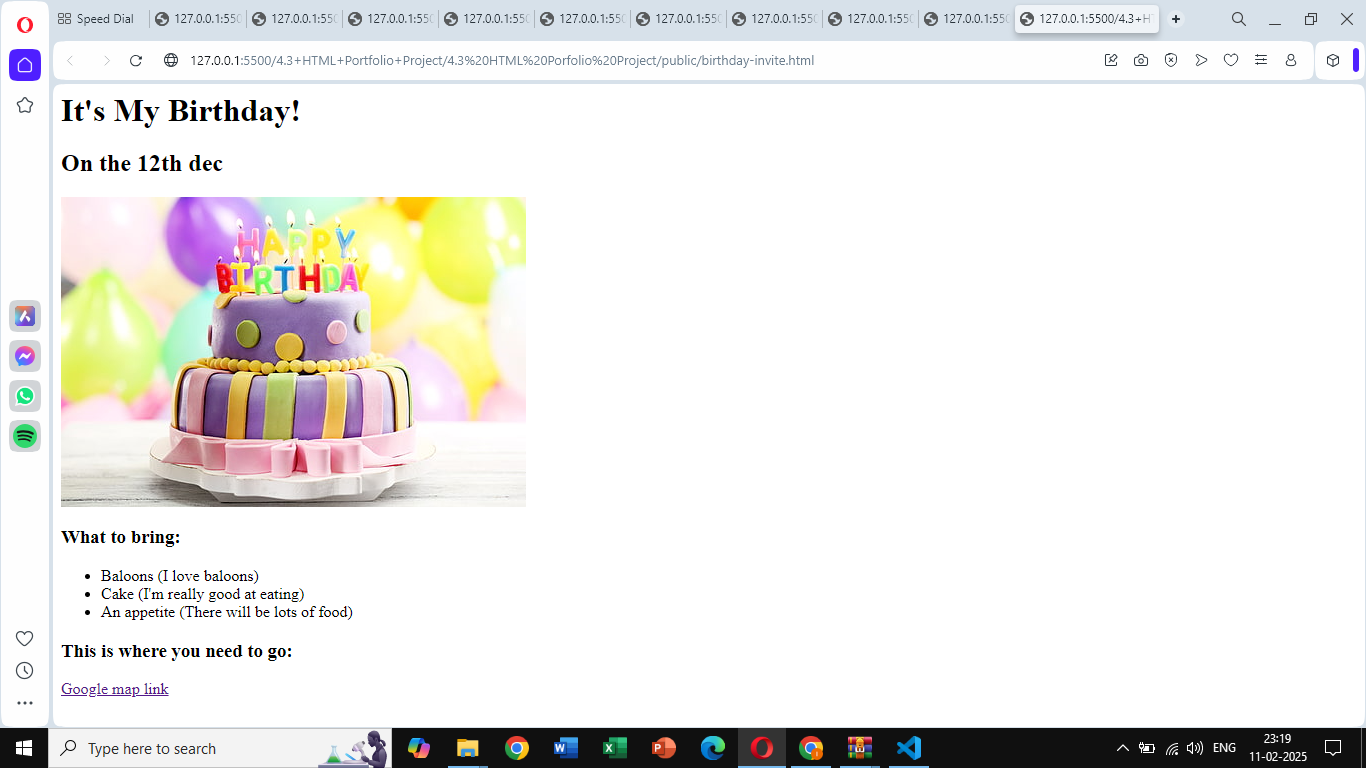 Speed Dial
127.0.0.1:550
127.0.0.1:550
127.0.0.1:550
127.0.0.1:550
127.0.0.1:550
127.0.0.1:550
127.0.0.1:550
127.0.0.1:550
127.0.0.1:550
127.0.0.1:5500/4.3+HT
127.0.0.1:5500/4.3+HTML+Portfolio+Project/4.3%20HTML%20Porfolio%20Project/public/birthday-invite.html
It's My Birthday!
On the 12th dec
HAPPY
BIRTHDAY
What to bring:
Baloons (I love baloons)
Cake (I'm really good at eating)
An appetite (There will be lots of food)
This is where you need to go:
Google map link
Type here to search
ENG
23:19
11-02-2025